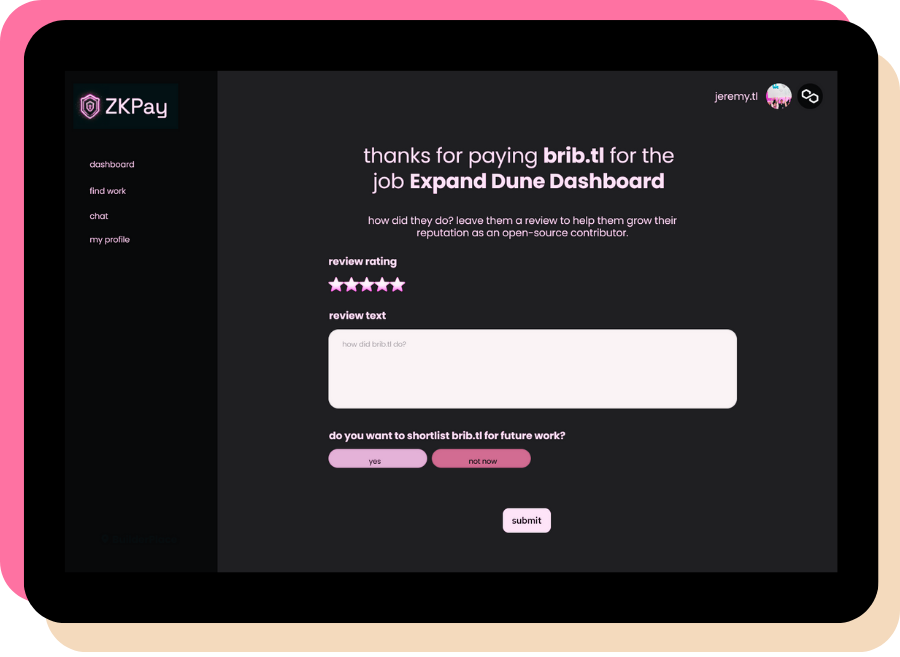 ZKPay
jeremy.tl
dashboard
find work
chat
my profile
thanks for paying brib.tl for the
job Expand Dune Dashboard
how did they do? leave them a review to help them grow their
reputation as an open-source contributor.
review rating
review text
how did brib.tl do?
do you want to shortlist brib.tl for future work?
yes
not now
submit